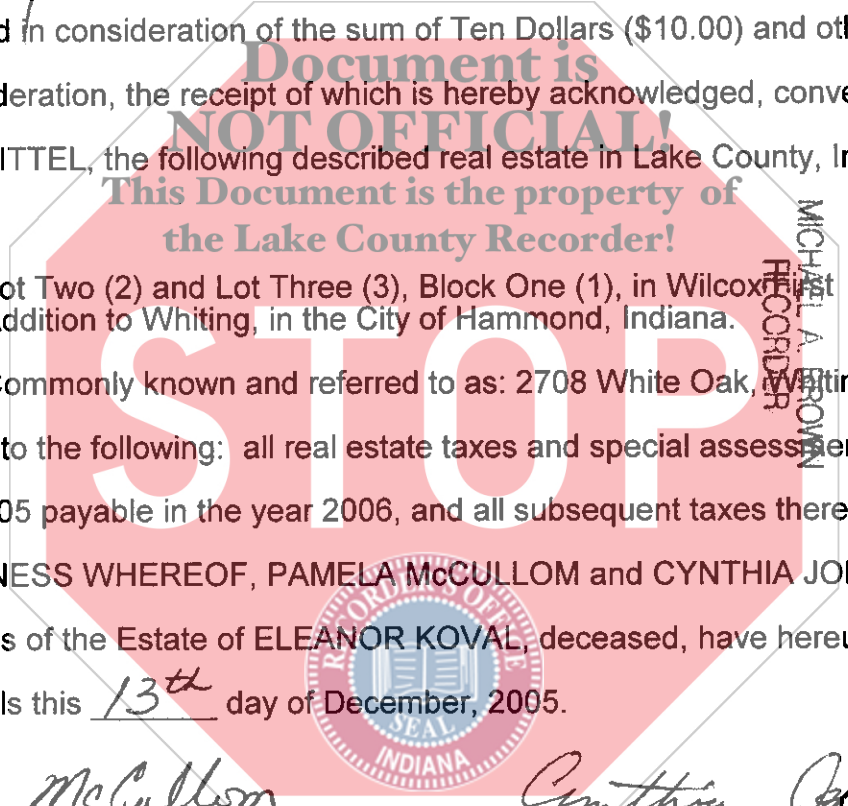 d in consideration of the sum of Ten Dollars ($10.00) and oth
Document is
deration, the receipt of which is hereby acknowledged, conve
NOT OFFICIAL!
ITTEL, the following described real estate in Lake County, In
This Document is the property of
the Lake County Recorder!
ot Two (2) and Lot Three (3), Block One (1), in Wilcox First
ddition to Whiting, in the City of Hammond, Indiana.
MICHAEL A. BROWN
RECORDER
STOP
ommonly known and referred to as: 2708 White Oak, Whitin
to the following: all real estate taxes and special assessmen
05 payable in the year 2006, and all subsequent taxes there
NESS WHEREOF, PAMELA McCULLOM and CYNTHIA JO
s of the Estate of ELEANOR KOVAL, deceased, have hereu
ls this 13th day of December, 2005.
RECORDER'S OFFICE
SEAL
INDIANA
McCullom
Cynthia